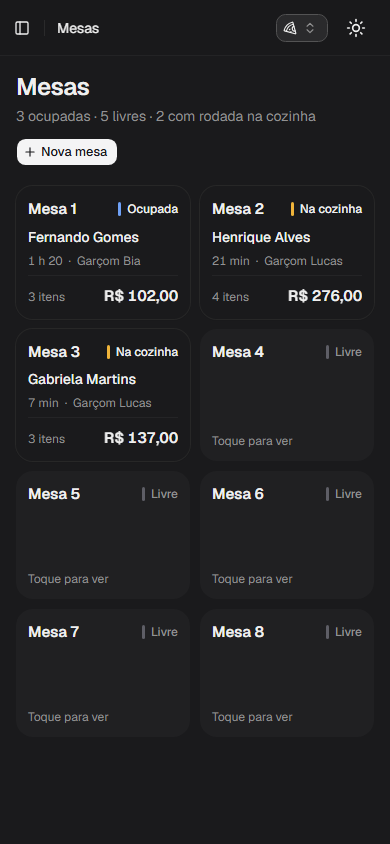 Mesas
Mesas
3 ocupadas · 5 livres · 2 com rodada na cozinha
+ Nova mesa
Mesa 1
Ocupada
Fernando Gomes
1 h 20 · Garçom Bia
3 itens
R$ 102,00
Mesa 2
Na cozinha
Henrique Alves
21 min · Garçom Lucas
4 itens
R$ 276,00
Mesa 3
Na cozinha
Gabriela Martins
7 min · Garçom Lucas
3 itens
R$ 137,00
Mesa 4
Livre
Toque para ver
Mesa 5
Livre
Toque para ver
Mesa 6
Livre
Toque para ver
Mesa 7
Livre
Toque para ver
Mesa 8
Livre
Toque para ver